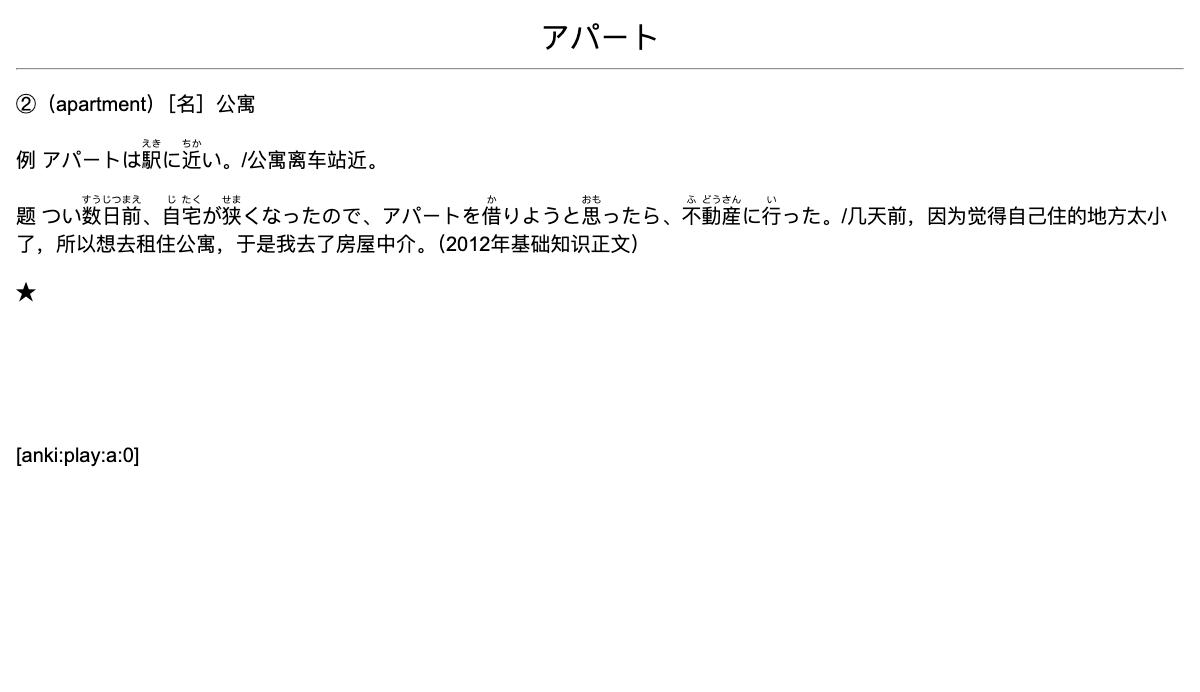 アパート
②（apartment）［名］公寓
例 アパートは駅えきに近ちかい。/公寓离车站近。
题 つい数日前すうじつまえ、自宅じたくが狭せまくなったので、アパートを借かりようと思おもったら、不動産ふどうさんに行いった。/几天前，因为觉得自己住的地方太小
了，所以想去租住公寓，于是我去了房屋中介。（2012年基础知识正文）
★
[anki:play:a:0]